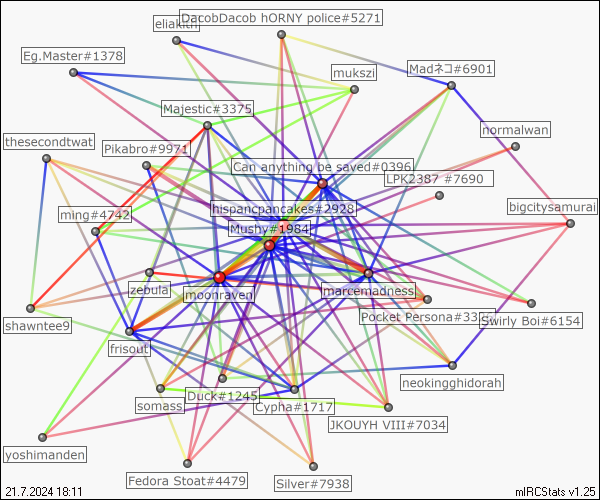 DacobDacob hORNY police#5271
eliakith
Eg.Master#1378
mukszi
Madネコ#6901
Majestic#3375
normalwan
thesecondtwat
Pikabro#9971
Can anything be saved#0396
LPK2387 #7690
hispancpancakes#2928
bigcitysamurai
ming#4742
Mushy#1984
zebula
moonraven
marcemadness
Pocket Persona#33
Swirly Boi#6154
shawntee9
frisout
neokingghidorah
Duck#1245
somass
Cypha#1717
JKOUYH VIII#7034
yoshimanden
Fedora Stoat#4479
Silver#7938
21.7.2024 18:11
mIRCStats v1.25